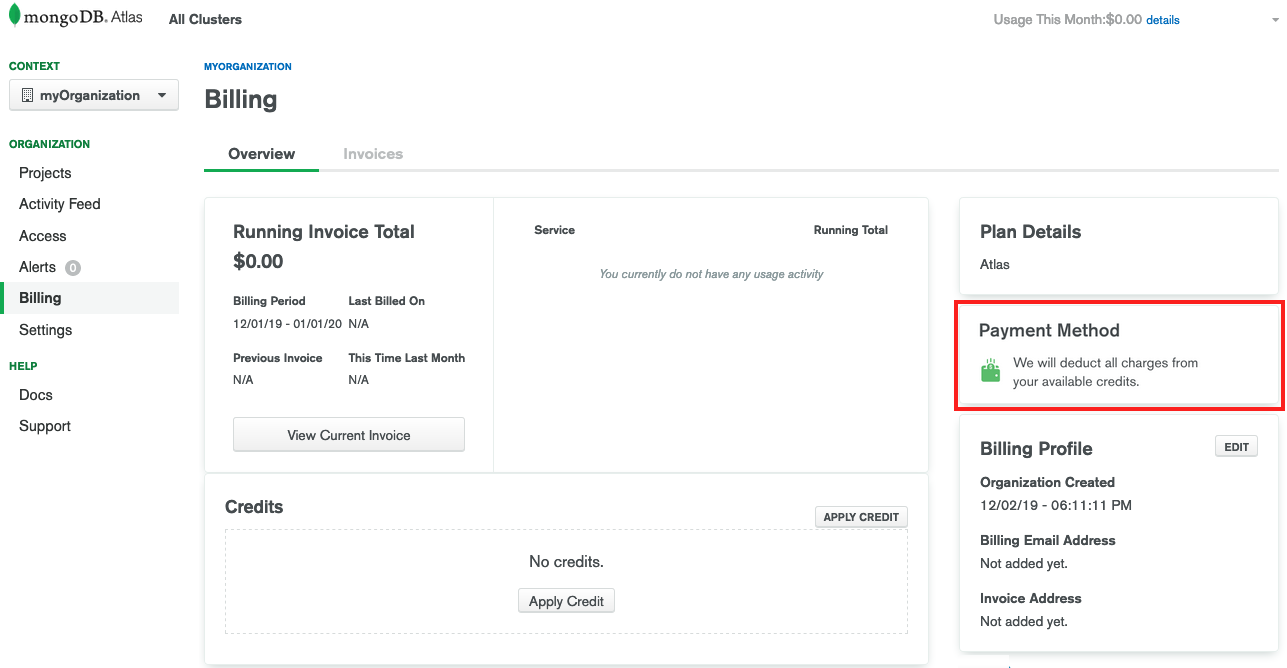 mongoDB. Atlas
All Clusters
Usage This Month:$0.00 details
CONTEXT
myOrganization
ORGANIZATION
Projects
Activity Feed
Access
Alerts 0
Billing
Settings
HELP
Docs
Support
MYORGANIZATION
Billing
Overview Invoices
Running Invoice Total
$0.00
Billing Period Last Billed On
12/01/19 - 01/01/20 N/A
Previous Invoice This Time Last Month
N/A N/A
View Current Invoice
Service Running Total
You currently do not have any usage activity
Credits
APPLY CREDIT
No credits.
Apply Credit
Plan Details
Atlas
Payment Method
We will deduct all charges from
your available credits.
Billing Profile EDIT
Organization Created
12/02/19 - 06:11:11 PM
Billing Email Address
Not added yet.
Invoice Address
Not added yet.